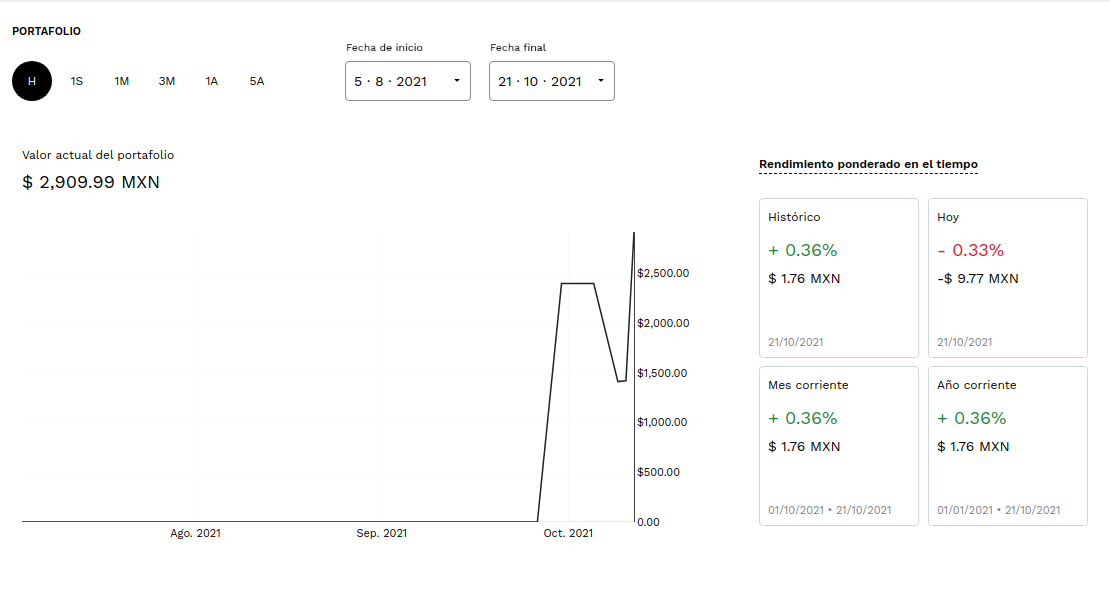 PORTAFOLIO
H 1S 1M 3M 1A 5A
Fecha de inicio
5 · 8 · 2021
Fecha final
21 · 10 · 2021
Valor actual del portafolio
$ 2,909.99 MXN
$2,500.00
$2,000.00
$1,500.00
$1,000.00
$500.00
0.00
Ago. 2021 Sep. 2021 Oct. 2021
Rendimiento ponderado en el tiempo
Histórico
+ 0.36%
$ 1.76 MXN
21/10/2021
Hoy
- 0.33%
-$ 9.77 MXN
21/10/2021
Mes corriente
+ 0.36%
$ 1.76 MXN
01/10/2021 • 21/10/2021
Año corriente
+ 0.36%
$ 1.76 MXN
01/01/2021 • 21/10/2021